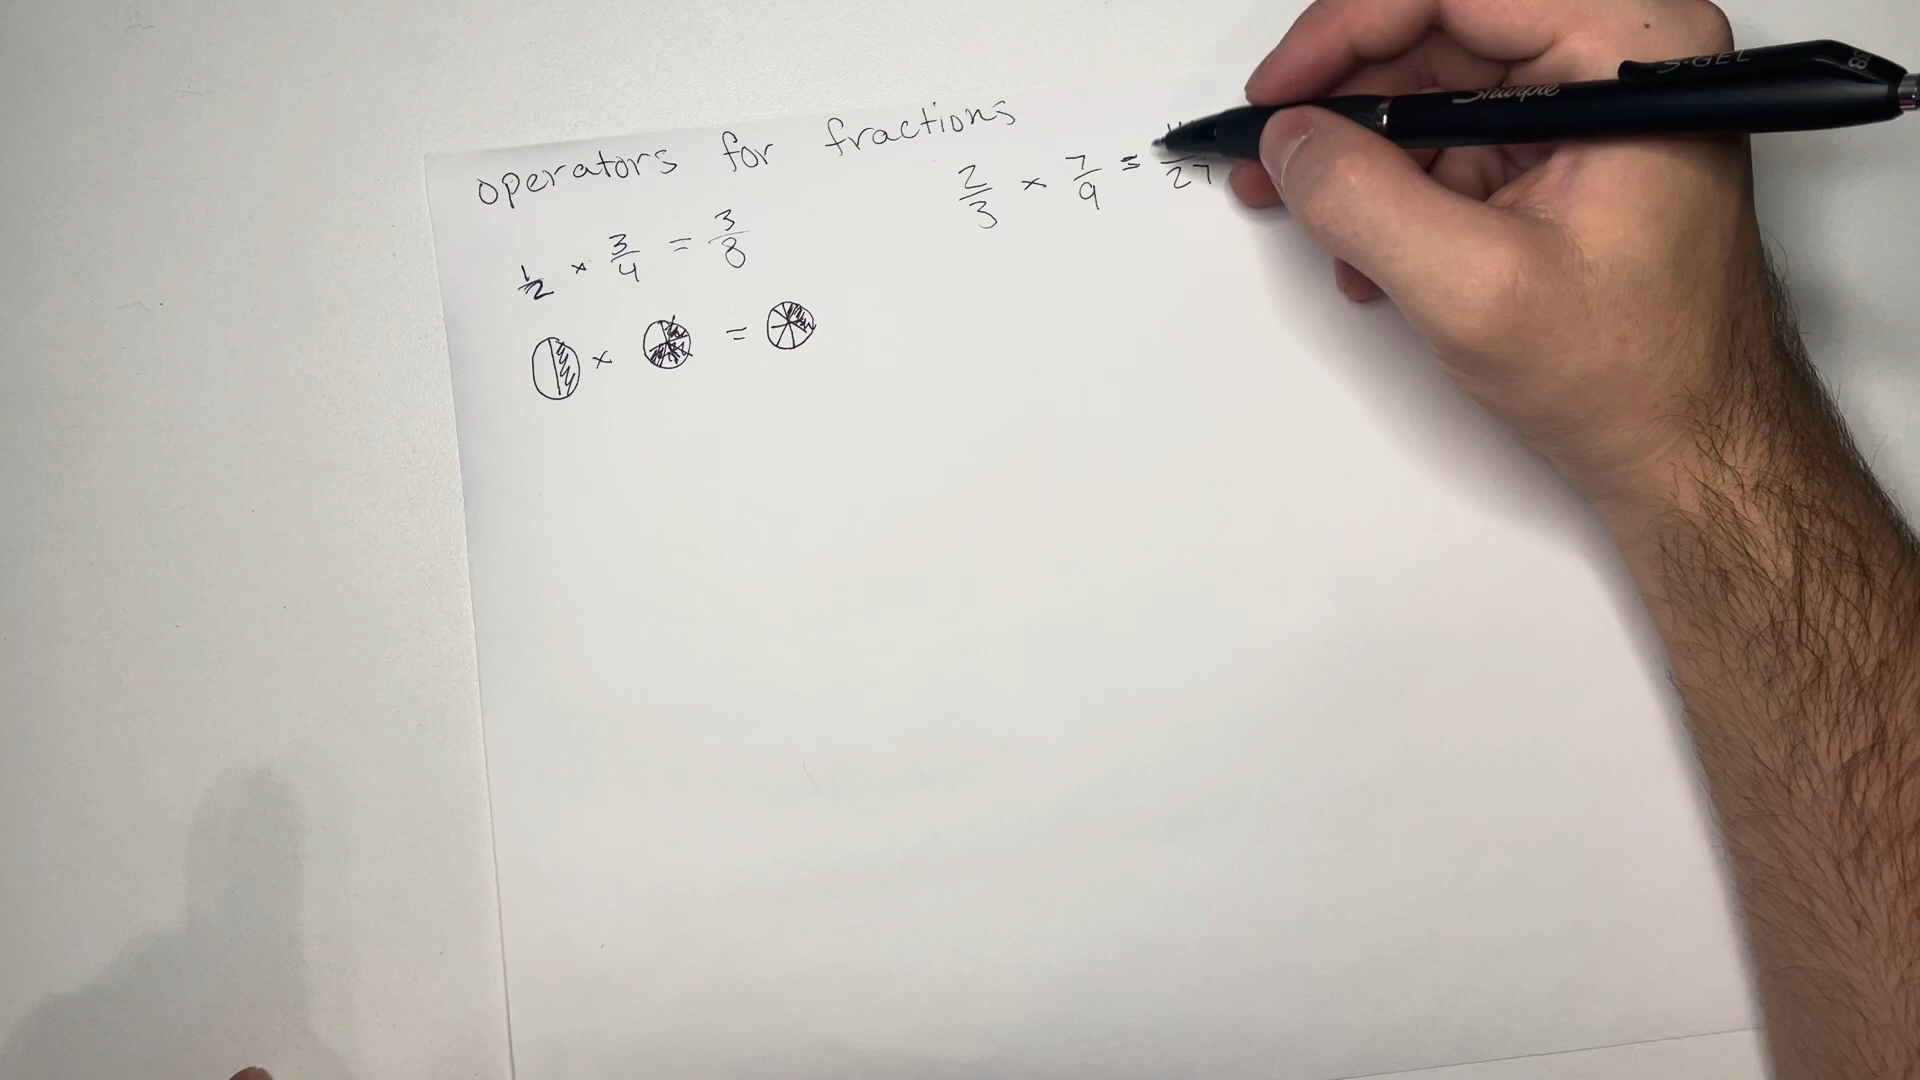 operators for fractions
1/2 × 3/4 = 3/8
× =
2/3 × 7/9 = /27
S·GEL
Sharpie